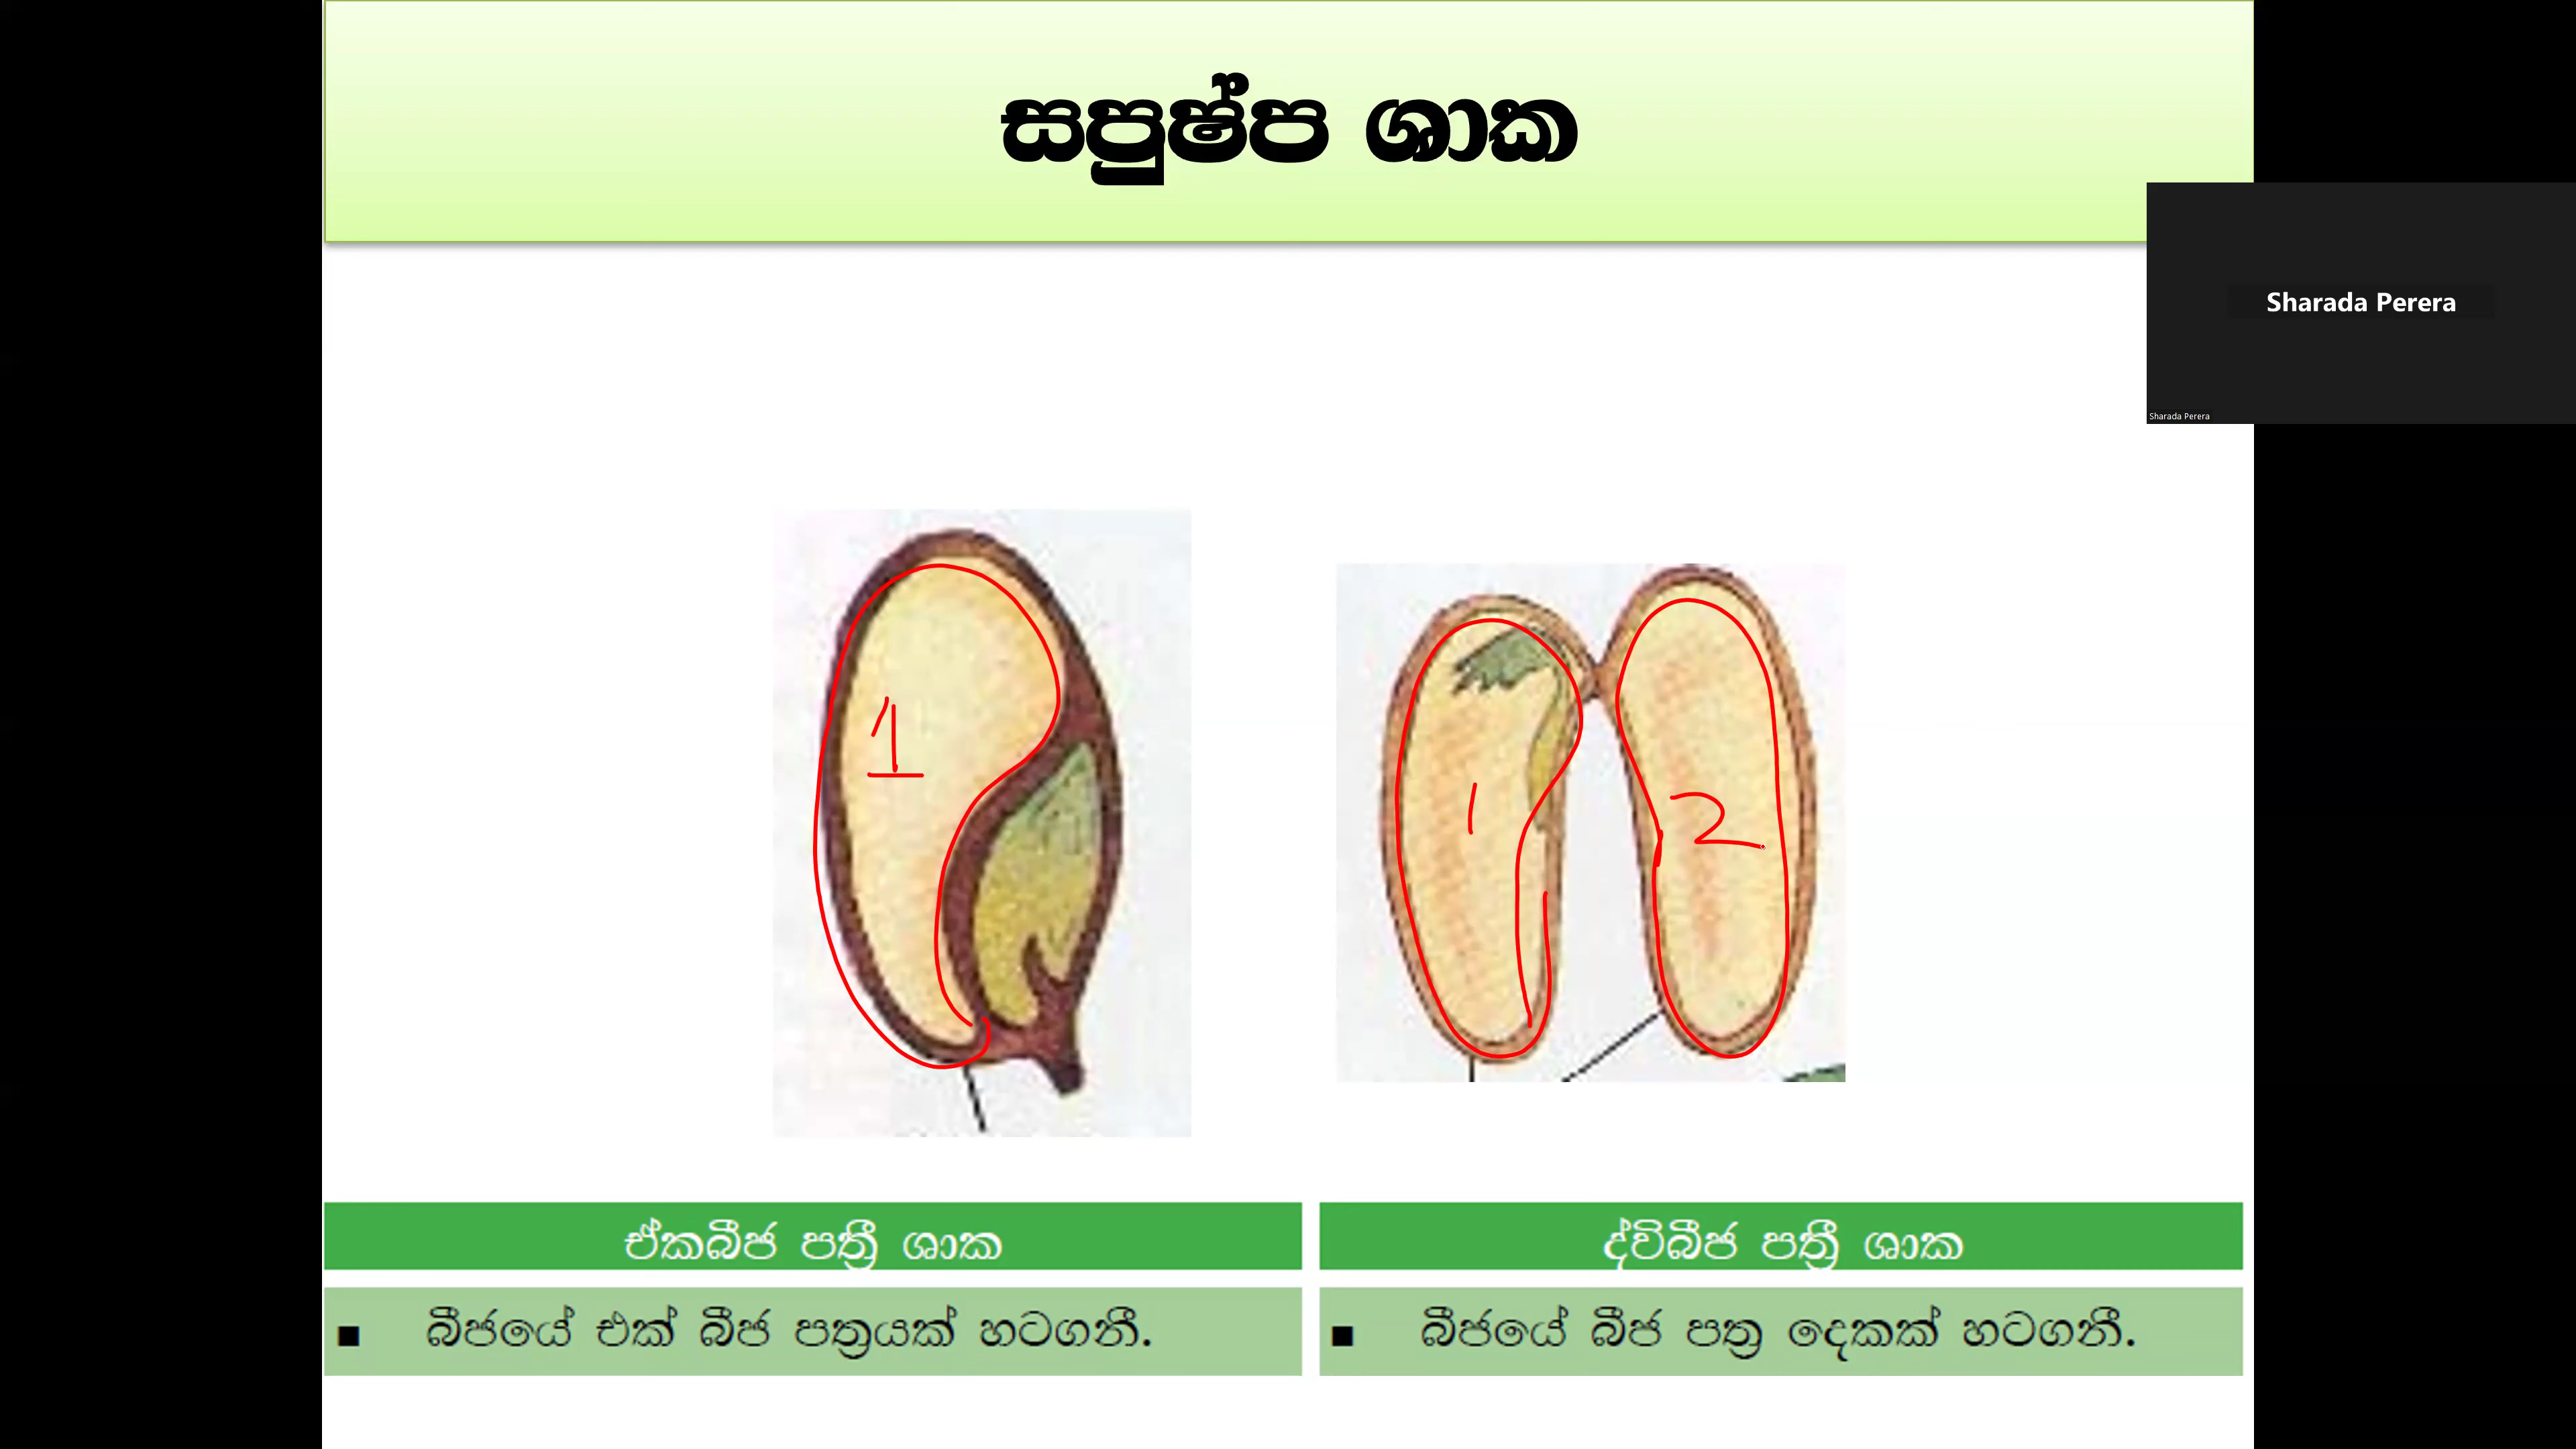 සපුෂ්ප ශාක
Sharada Perera
Sharada Perera
1
1
2
ඒකබීජ පත්‍රී ශාක
ද්විබීජ පත්‍රී ශාක
■ බීජයේ එක් බීජ පත්‍රයක් හටගනී.
■ බීජයේ බීජ පත්‍ර දෙකක් හටගනී.